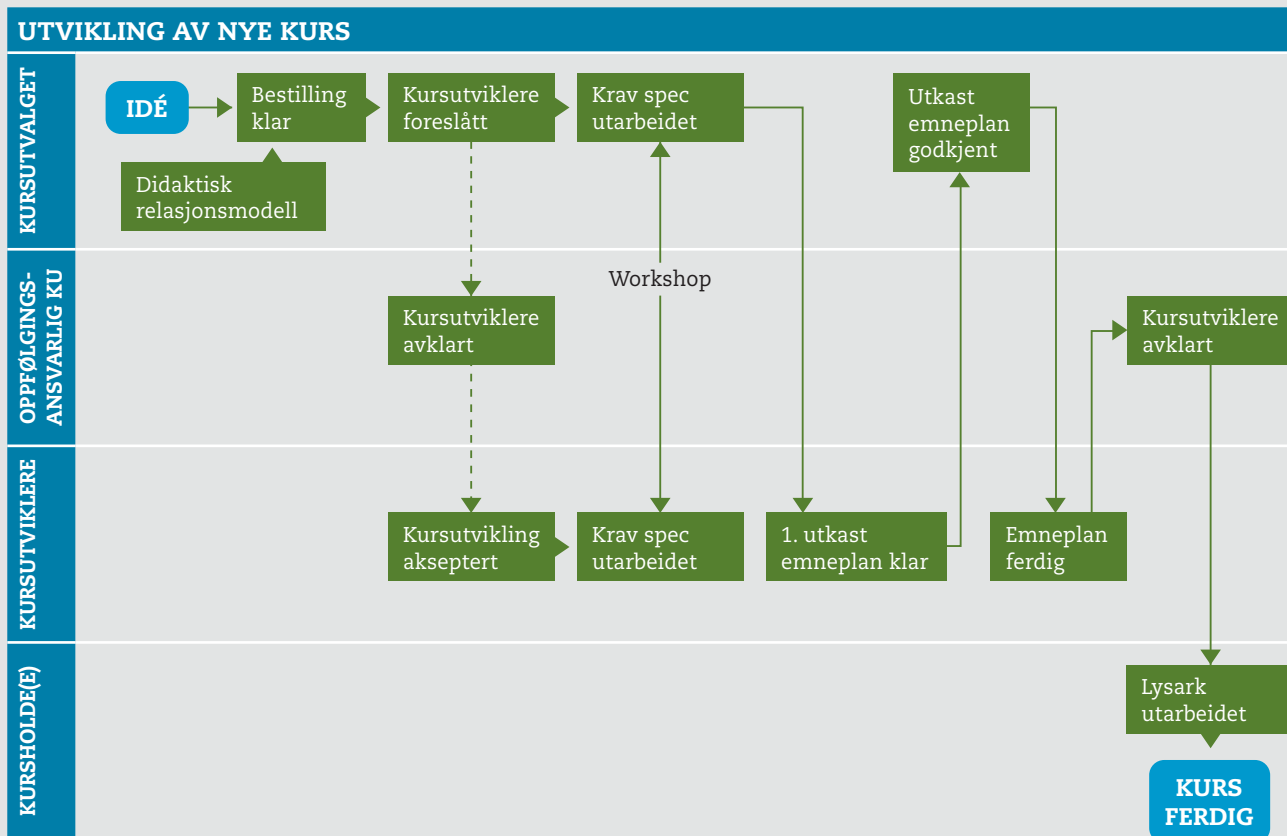 UTVIKLING AV NYE KURS
KURSUTVALGET
IDÉ
Bestilling
klar
Kursutviklere
foreslått
Krav spec
utarbeidet
Utkast
emneplan
godkjent
Didaktisk
relasjonsmodell
OPPFØLGINGS-
ANSVARLIG KU
Workshop
Kursutviklere
avklart
Kursutviklere
avklart
KURSUTVIKLERE
Kursutvikling
akseptert
Krav spec
utarbeidet
1. utkast
emneplan klar
Emneplan
ferdig
KURSHOLDE(E)
Lysark
utarbeidet
KURS
FERDIG